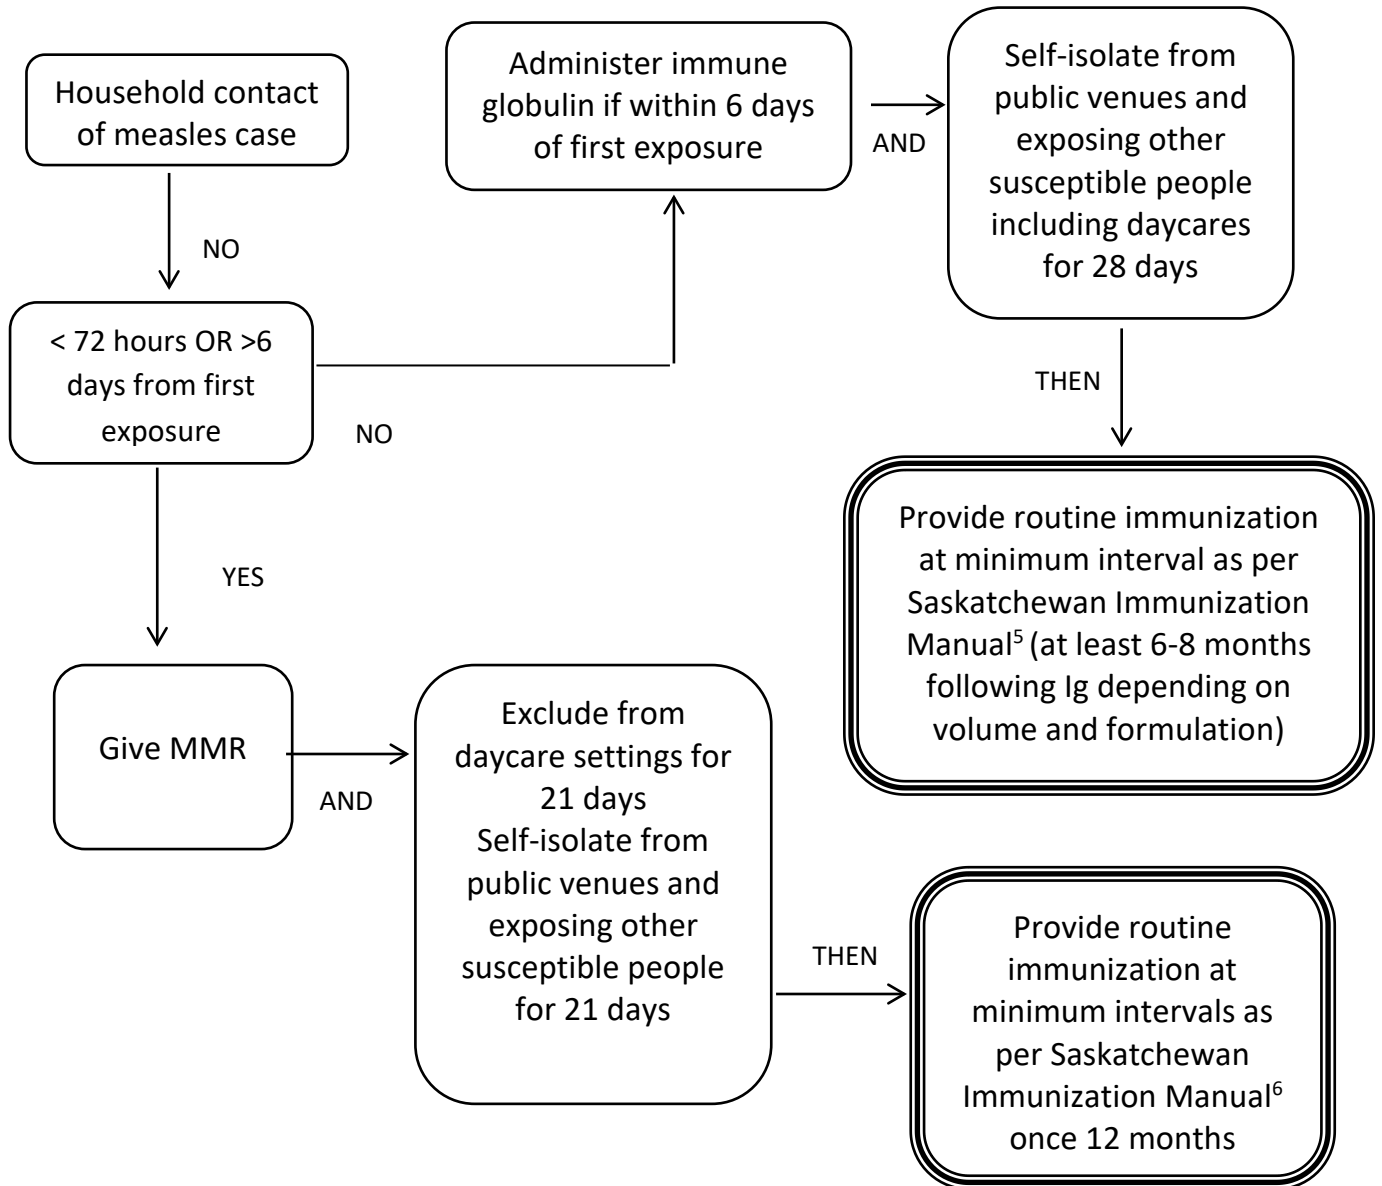 Household contact
of measles case
NO
< 72 hours OR >6
days from first
exposure
NO
Administer immune
globulin if within 6 days
of first exposure
AND
Self-isolate from
public venues and
exposing other
susceptible people
including daycares
for 28 days
THEN
Provide routine immunization
at minimum interval as per
Saskatchewan Immunization
Manual⁵ (at least 6-8 months
following Ig depending on
volume and formulation)
YES
Give MMR
AND
Exclude from
daycare settings for
21 days
Self-isolate from
public venues and
exposing other
susceptible people
for 21 days
THEN
Provide routine
immunization at
minimum intervals as
per Saskatchewan
Immunization Manual⁶
once 12 months